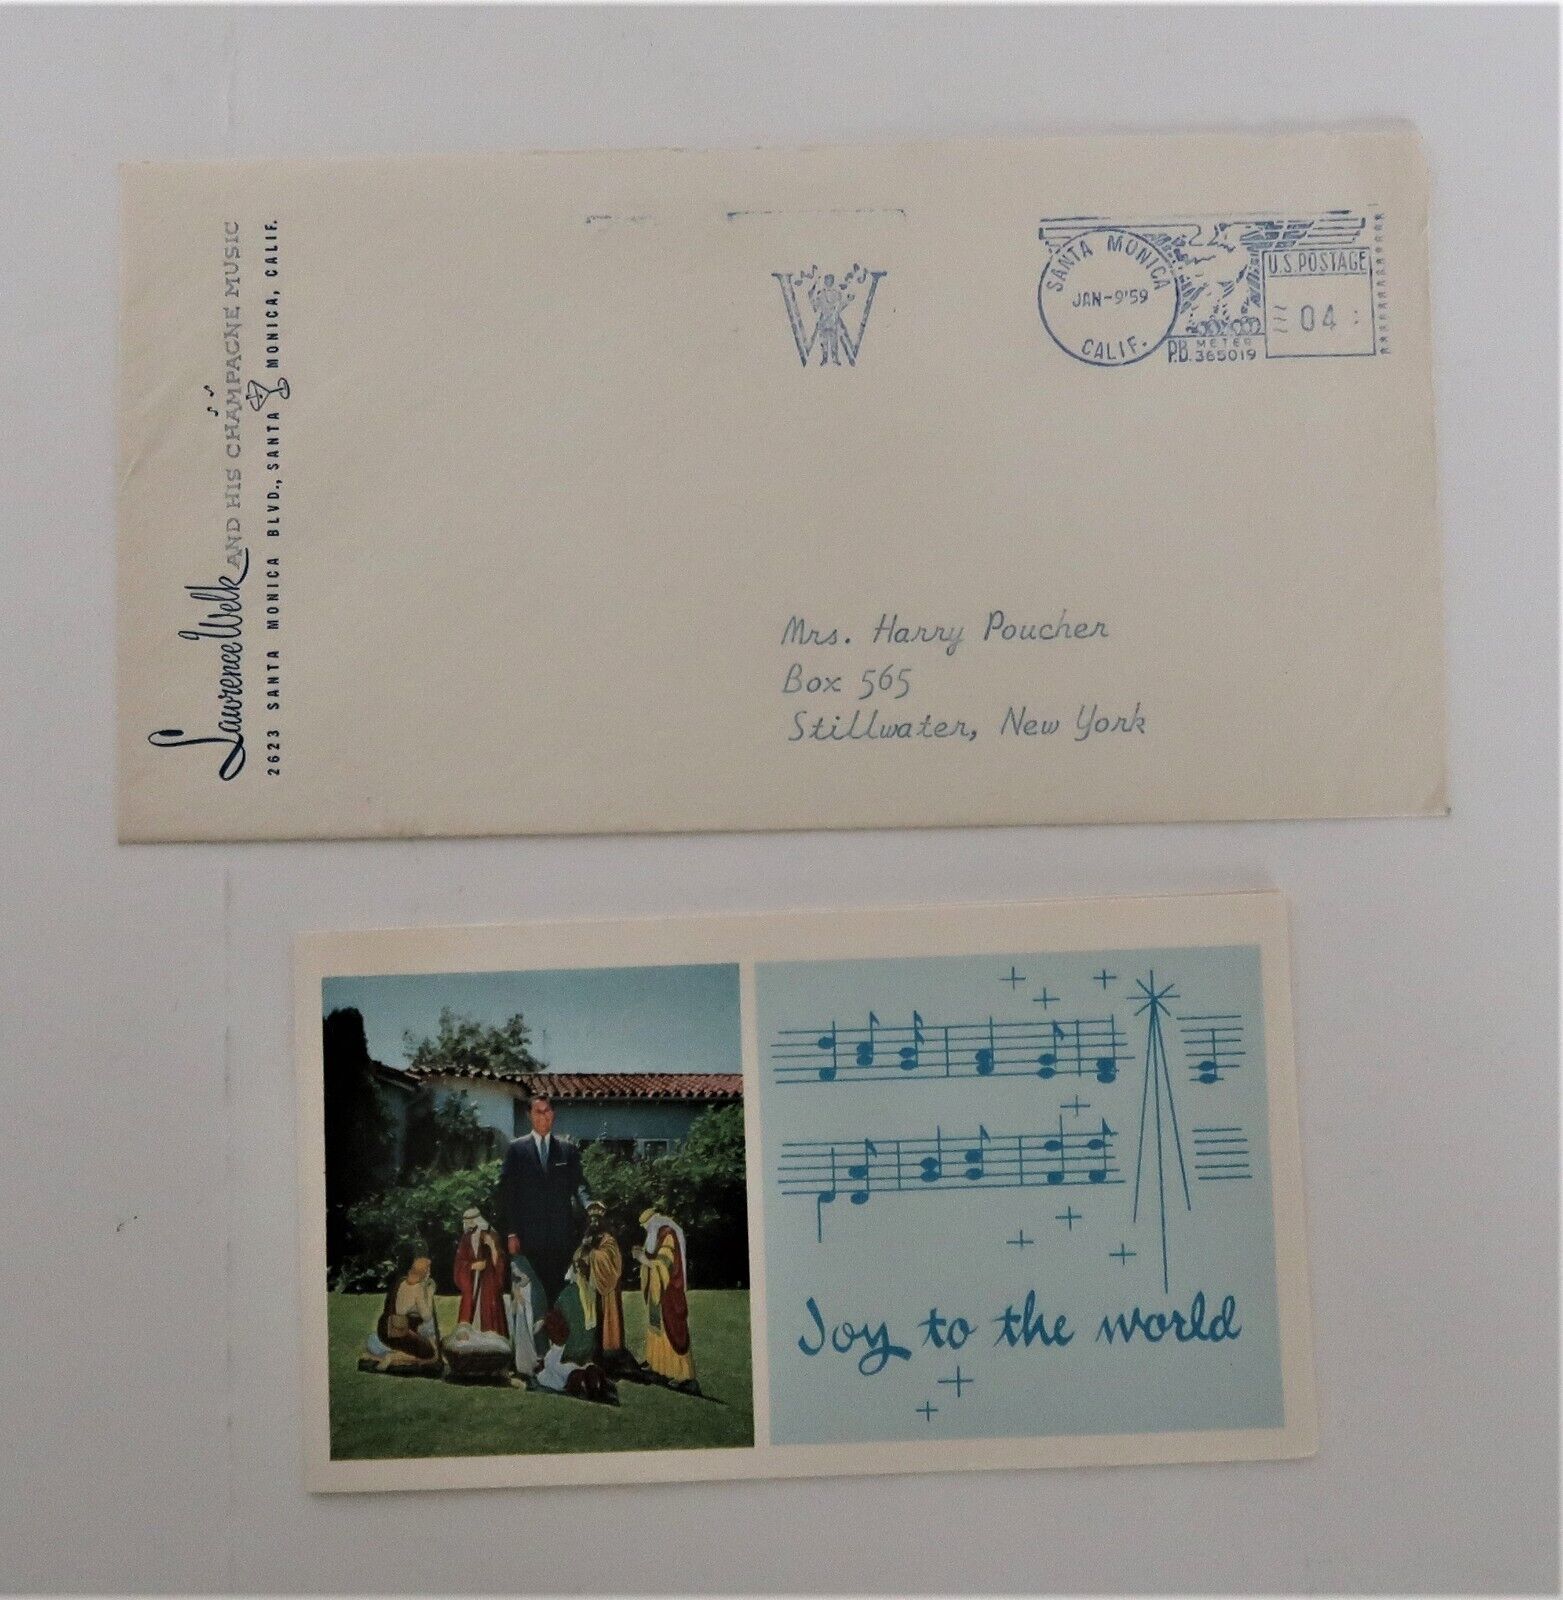 Lawrence Welk AND HIS CHAMPAGNE MUSIC
2623 SANTA MONICA BLVD., SANTA MONICA, CALIF.
W
SANTA MONICA
JAN-9'59
CALIF.
P.B. METER
365019
U.S. POSTAGE
04
Mrs. Harry Poucher
Box 565
Stillwater, New York
Joy to the world